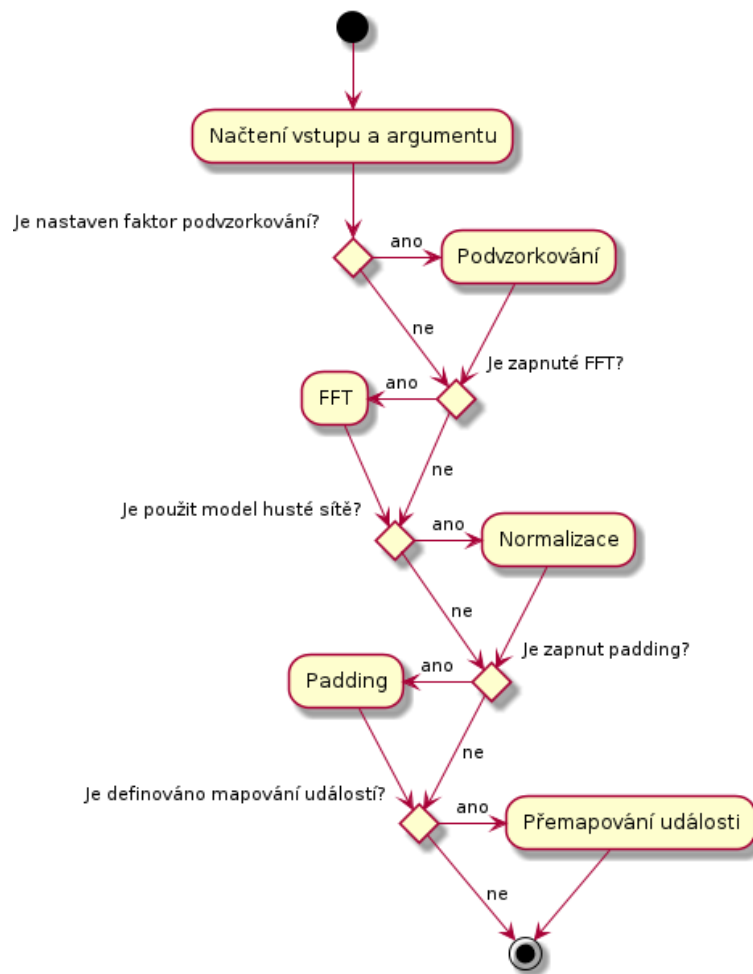 Načtení vstupu a argumentu
Je nastaven faktor podvzorkování?
ano
Podvzorkování
ne
Je zapnuté FFT?
ano
FFT
ne
Je použit model husté sítě?
ano
Normalizace
ne
Je zapnut padding?
ano
Padding
ne
Je definováno mapování událostí?
ano
Přemapování události
ne